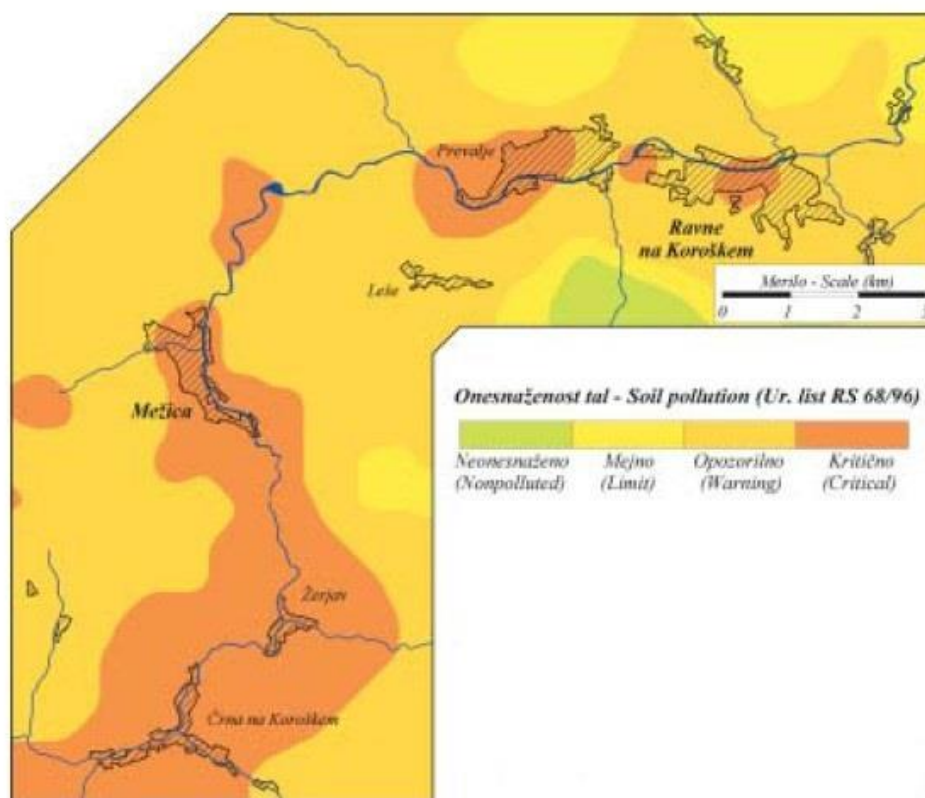 Prevalje
Ravne
na Koroškem
Leše
Merilo - Scale (km)
0 1 2 3
Mežica
Onesnaženost tal - Soil pollution (Ur. list RS 68/96)
Neonesnaženo Mejno Opozorilno Kritično
(Nonpolluted) (Limit) (Warning) (Critical)
Žerjav
Črna na Koroškem